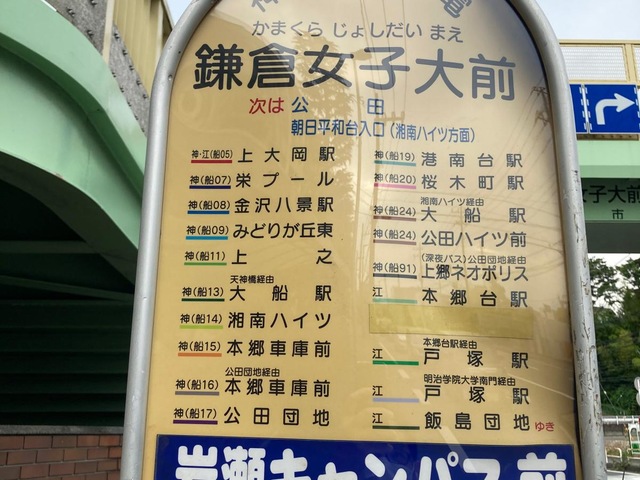 かまくら じょしだい まえ
鎌倉女子大前
次は 公田
朝日平和台入口(湘南ハイツ方面)
神・江(船05) 上大岡駅
神(船07) 栄プール
神(船08) 金沢八景駅
神(船09) みどりが丘東
神(船11) 上之
天神橋経由
神(船13) 大船駅
神(船14) 湘南ハイツ
神(船15) 本郷車庫前
公田団地経由
神(船16) 本郷車庫前
神(船17) 公田団地
神(船19) 港南台駅
神(船20) 桜木町駅
湘南ハイツ経由
神(船24) 大船駅
神(船24) 公田ハイツ前
(深夜バス)公田団地経由
神(船91) 上郷ネオポリス
江 本郷台駅
本郷台駅経由
江 戸塚駅
明治学院大学南門経由
江 戸塚駅
江 飯島団地 ゆき
岩瀬キャンパス前
女子大前
市